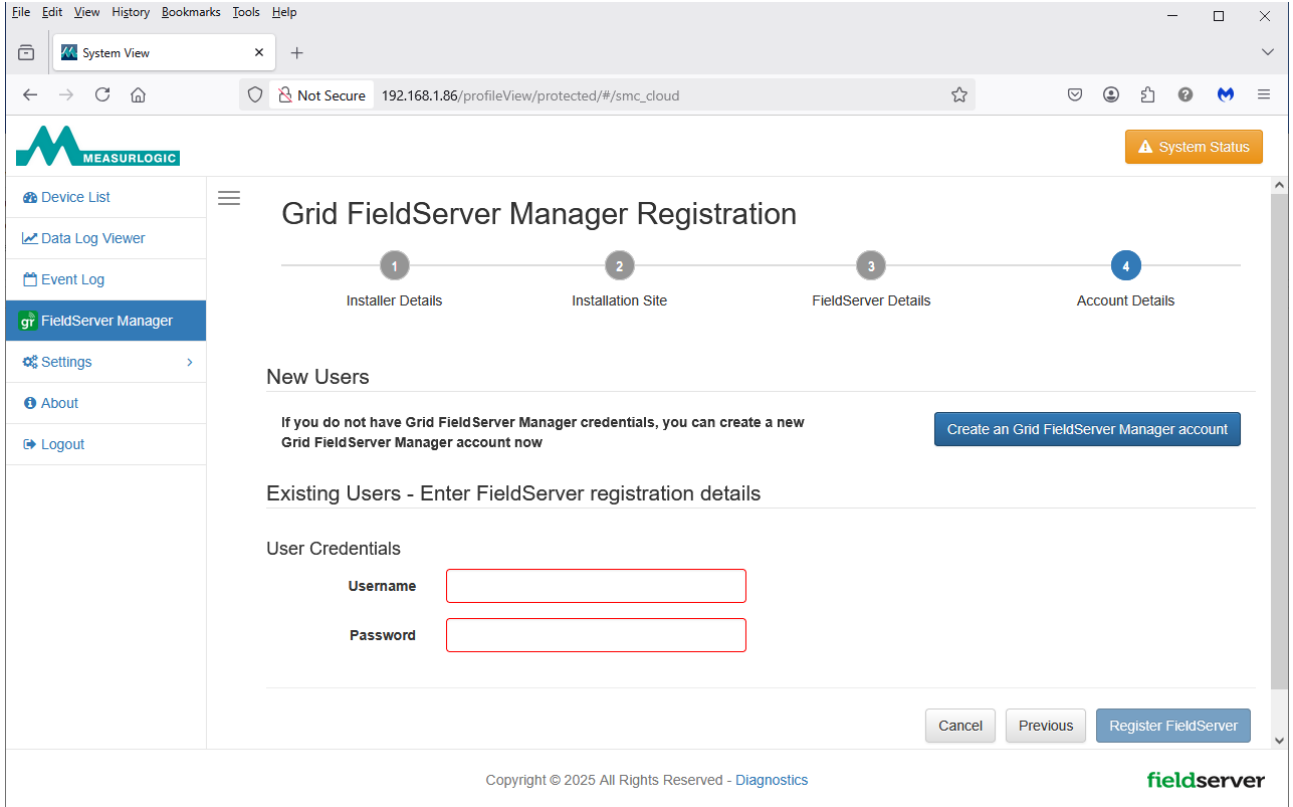 File Edit View History Bookmarks Tools Help
System View
Not Secure 192.168.1.86/profileView/protected/#/smc_cloud
MEASURLOGIC
System Status
Device List
Data Log Viewer
Event Log
gr FieldServer Manager
Settings
About
Logout
Grid FieldServer Manager Registration
1 2 3 4
Installer Details Installation Site FieldServer Details Account Details
New Users
If you do not have Grid FieldServer Manager credentials, you can create a new
Grid FieldServer Manager account now
Create an Grid FieldServer Manager account
Existing Users - Enter FieldServer registration details
User Credentials
Username
Password
Cancel Previous Register FieldServer
Copyright © 2025 All Rights Reserved - Diagnostics
fieldserver